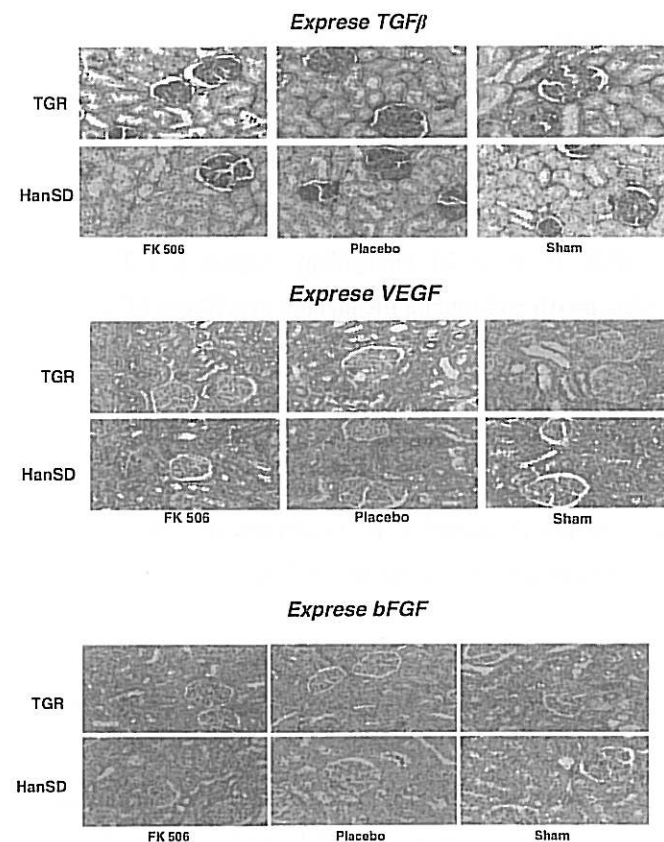 Exprese TGFβ
TGR
HanSD
FK 506 Placebo Sham
Exprese VEGF
TGR
HanSD
FK 506 Placebo Sham
Exprese bFGF
TGR
HanSD
FK 506 Placebo Sham